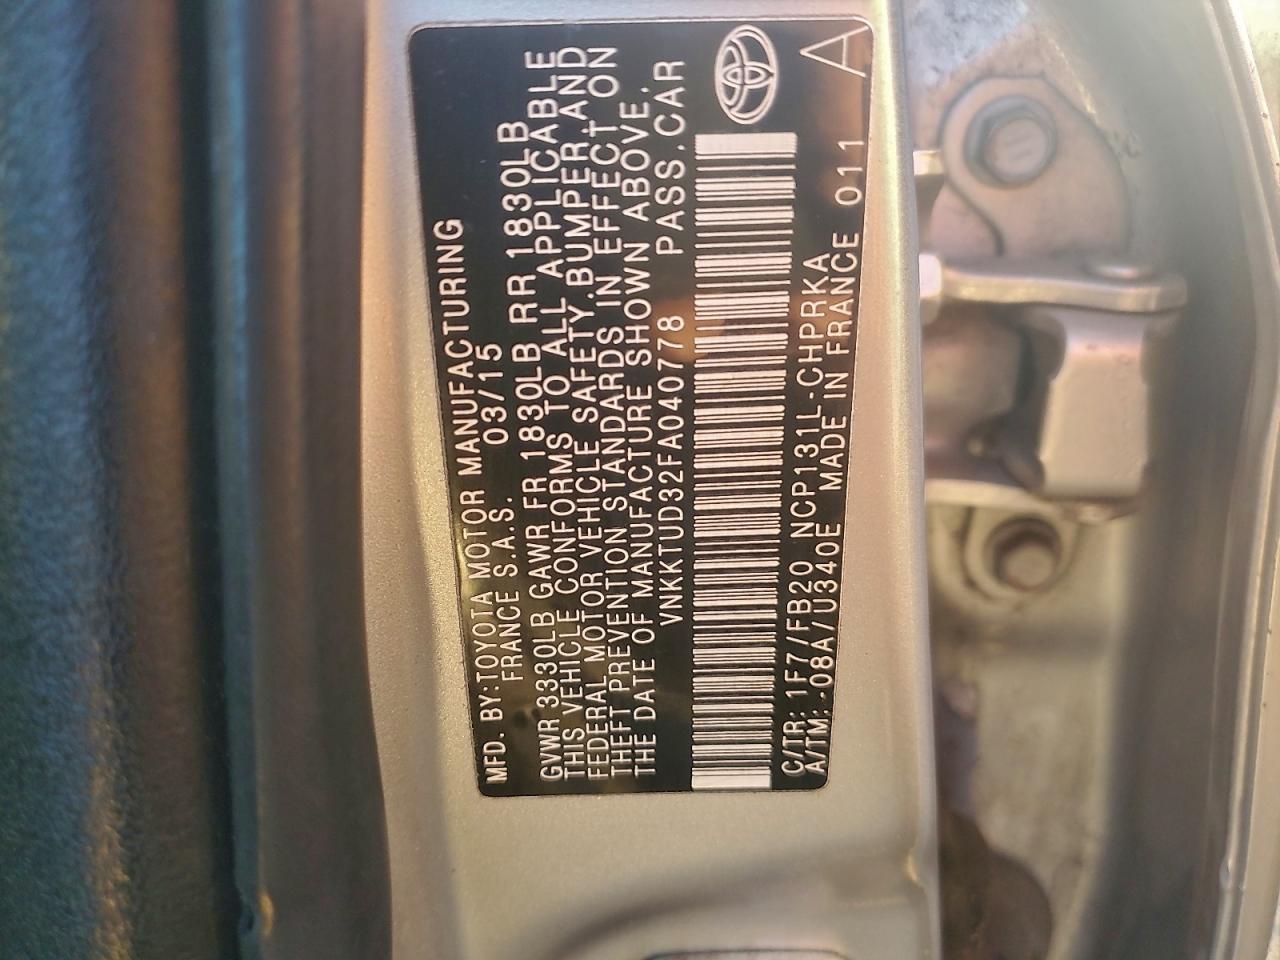 MFD. BY:TOYOTA MOTOR MANUFACTURING
FRANCE S.A.S. 03/15
GVWR 3330LB GAWR FR 1830LB RR 1830LB
THIS VEHICLE CONFORMS TO ALL APPLICABLE
FEDERAL MOTOR VEHICLE SAFETY,BUMPER,AND
THEFT PREVENTION STANDARDS IN EFFECT ON
THE DATE OF MANUFACTURE SHOWN ABOVE.
VNKKTUD32FA040778 PASS.CAR
C/TR: 1F7/FB20 NCP131L-CHPRKA
A/TM:-08A/U340E MADE IN FRANCE 011 A